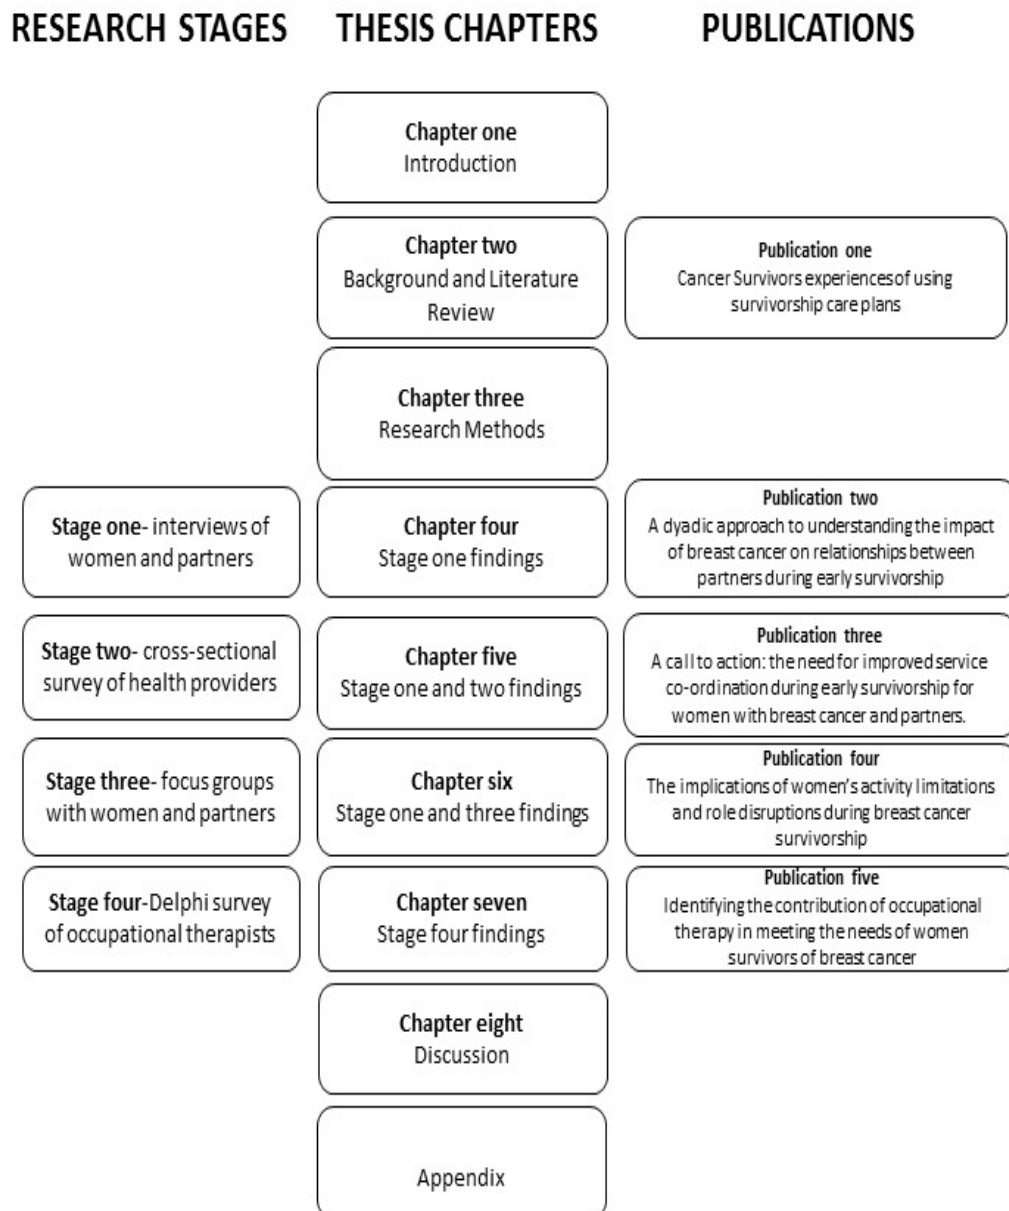 RESEARCH STAGES
THESIS CHAPTERS
PUBLICATIONS
Chapter one
Introduction
Chapter two
Background and Literature
Review
Publication one
Cancer Survivors experiences of using
survivorship care plans
Chapter three
Research Methods
Stage one- interviews of
women and partners
Chapter four
Stage one findings
Publication two
A dyadic approach to understanding the impact
of breast cancer on relationships between
partners during early survivorship
Stage two- cross-sectional
survey of health providers
Chapter five
Stage one and two findings
Publication three
A call to action: the need for improved service
co-ordination during early survivorship for
women with breast cancer and partners.
Stage three- focus groups
with women and partners
Chapter six
Stage one and three findings
Publication four
The implications of women's activity limitations
and role disruptions during breast cancer
survivorship
Stage four-Delphi survey
of occupational therapists
Chapter seven
Stage four findings
Publication five
Identifying the contribution of occupational
therapy in meeting the needs of women
survivors of breast cancer
Chapter eight
Discussion
Appendix